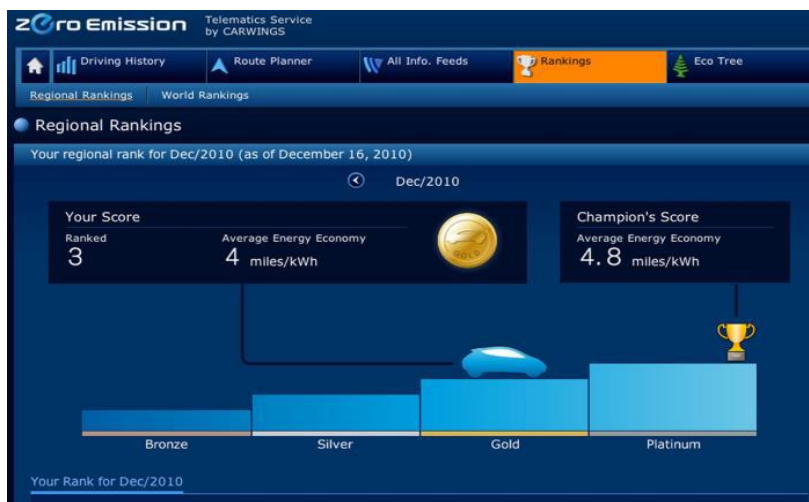 zero Emission
Telematics Service
by CARWINGS
Driving History
Route Planner
All Info. Feeds
Rankings
Eco Tree
Regional Rankings
World Rankings
Regional Rankings
Your regional rank for Dec/2010 (as of December 16, 2010)
Dec/2010
Your Score
Ranked
3
Average Energy Economy
4 miles/kWh
GOLD
Champion's Score
Average Energy Economy
4.8 miles/kWh
Bronze
Silver
Gold
Platinum
Your Rank for Dec/2010